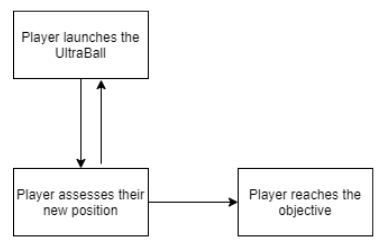 Player launches the
UltraBall
Player assesses their
new position
Player reaches the
objective